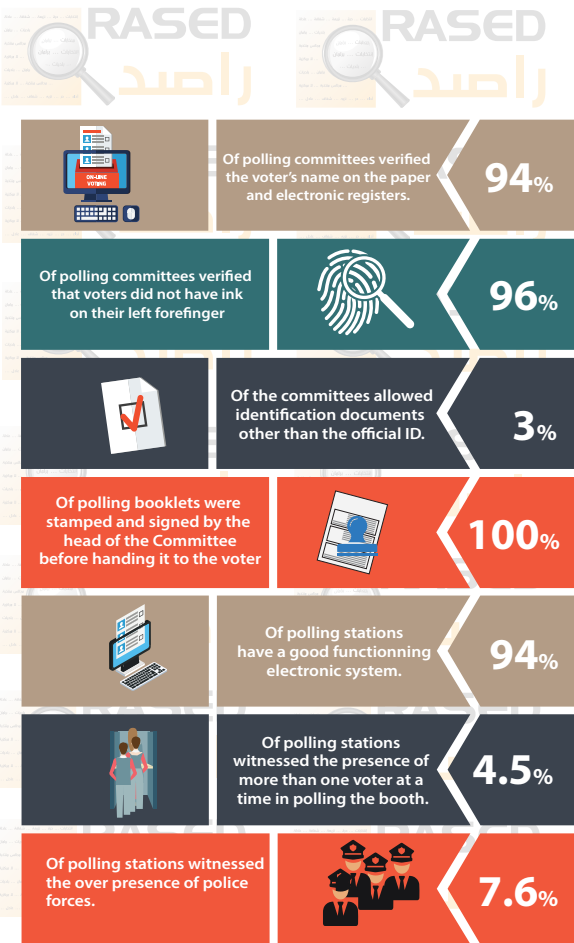 RASED
راصد
RASED
راصد
ON-LINE
VOTING
Of polling committees verified
the voter's name on the paper
and electronic registers.
94%
Of polling committees verified
that voters did not have ink
on their left forefinger
96%
Of the committees allowed
identification documents
other than the official ID.
3%
Of polling booklets were
stamped and signed by the
head of the Committee
before handing it to the voter
100%
Of polling stations
have a good functionning
electronic system.
94%
Of polling stations
witnessed the presence of
more than one voter at a
time in polling the booth.
4.5%
Of polling stations witnessed
the over presence of police
forces.
7.6%